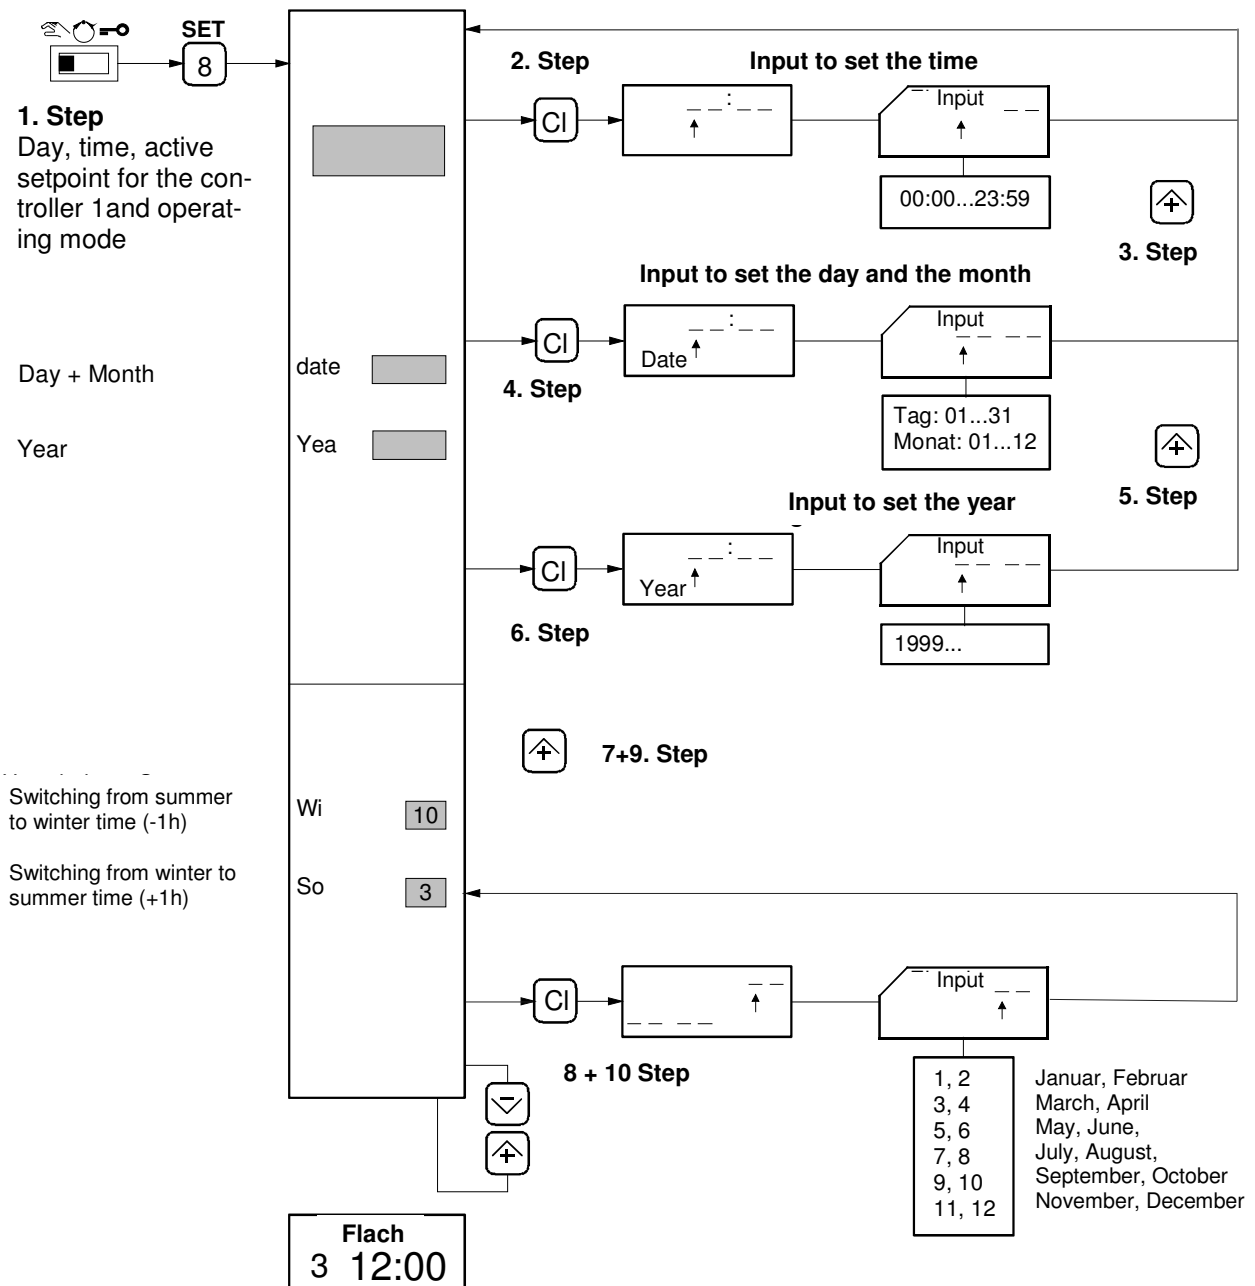 SET
8
1. Step
Day, time, active
setpoint for the con-
troller 1and operat-
ing mode
2. Step
Input to set the time
Cl
:
Input
00:00...23:59
3. Step
Input to set the day and the month
Day + Month
date
Cl
4. Step
:
Date
Input
Tag: 01...31
Monat: 01...12
Year
Yea
5. Step
Input to set the year
Cl
6. Step
:
Year
Input
1999...
7+9. Step
Switching from summer
to winter time (-1h)
Wi
10
Switching from winter to
summer time (+1h)
So
3
Cl
Input
8 + 10 Step
1, 2 Januar, Februar
3, 4 March, April
5, 6 May, June,
7, 8 July, August,
9, 10 September, October
11, 12 November, December
Flach
3 12:00